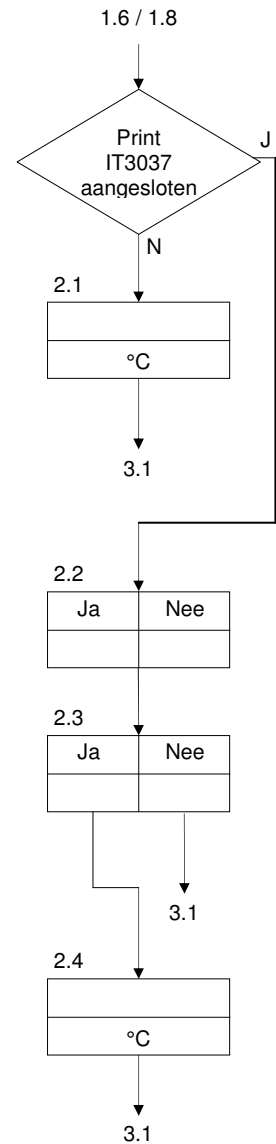 1.6 / 1.8
Print
IT3037
aangesloten
J
N
2.1
°C
3.1
2.2
Ja Nee
2.3
Ja Nee
3.1
2.4
°C
3.1